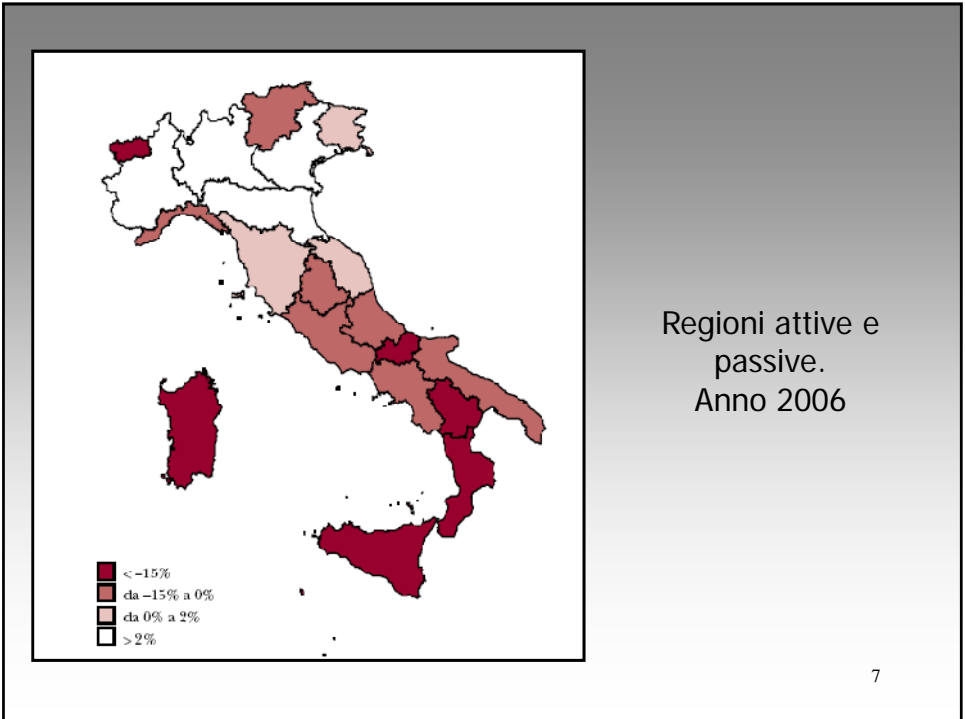 Regioni attive e
passive.
Anno 2006
< –15%
da –15% a 0%
da 0% a 2%
> 2%
7